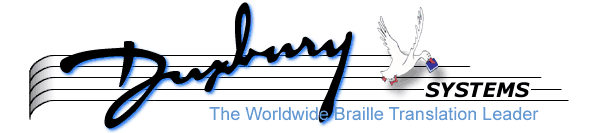 Duxbury
SYSTEMS
The Worldwide Braille Translation Leader